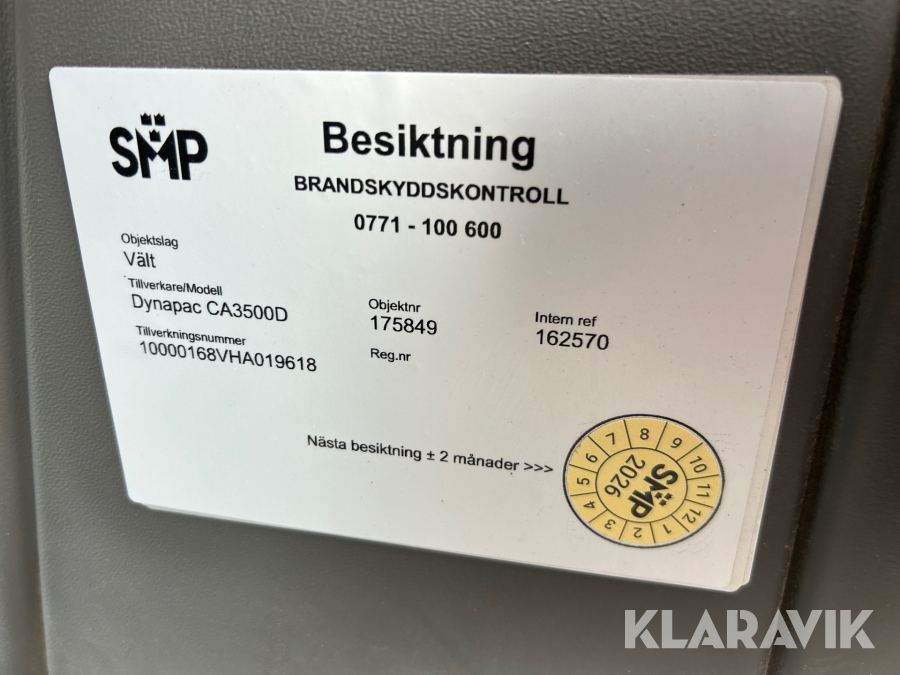 SMP
Besiktning
BRANDSKYDDSKONTROLL
0771 - 100 600
Objektslag
Vält
Tillverkare/Modell
Dynapac CA3500D
Objektnr
175849
Intern ref
162570
Tillverkningsnummer
10000168VHA019618
Reg.nr
Nästa besiktning ± 2 månader >>>
1 2 3 4 5 6 7 8 9 10 11 12
SMP
2026
KLARAVIK